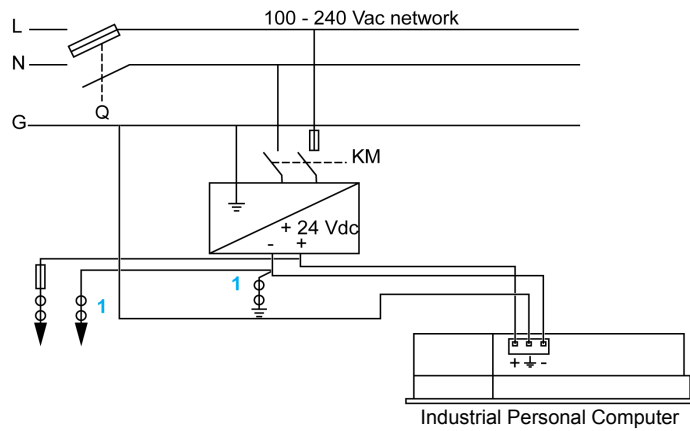 100 - 240 Vac network
L
N
Q
G
KM
+ 24 Vdc
- +
1
1
+ -
Industrial Personal Computer